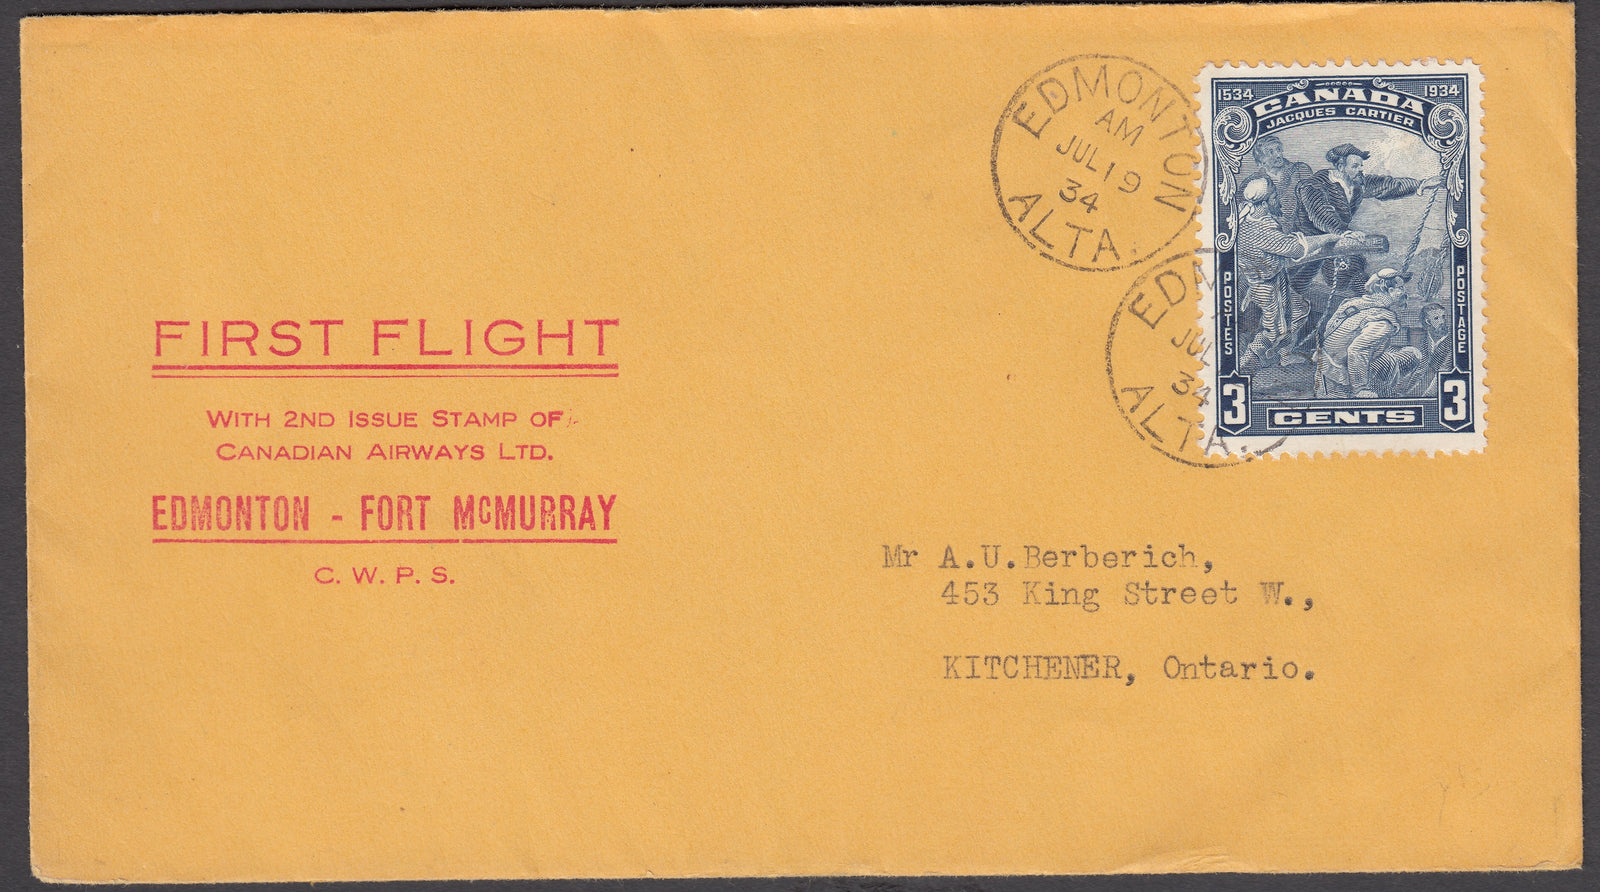 FIRST FLIGHT
WITH 2ND ISSUE STAMP OF
CANADIAN AIRWAYS LTD.
EDMONTON - FORT McMURRAY
C. W. P. S.
EDMONTON
AM
JUL 19
34
ALTA.
EDM
JUL
34
ALTA.
1534 CANADA 1934
JACQUES CARTIER
POSTES
POSTAGE
3 CENTS 3
Mr A.U.Berberich,
453 King Street W.,
KITCHENER, Ontario.